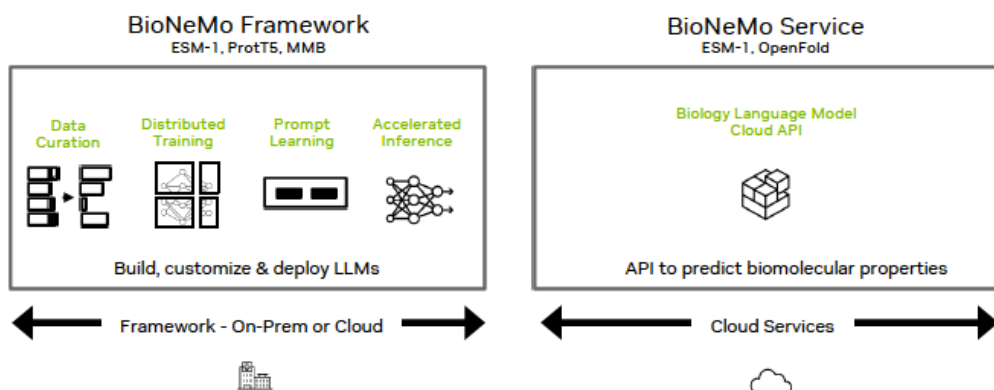 BioNeMo Framework
ESM-1, ProtT5, MMB
Data
Curation
Distributed
Training
Prompt
Learning
Accelerated
Inference
Build, customize & deploy LLMs
Framework - On-Prem or Cloud
BioNeMo Service
ESM-1, OpenFold
Biology Language Model
Cloud API
API to predict biomolecular properties
Cloud Services